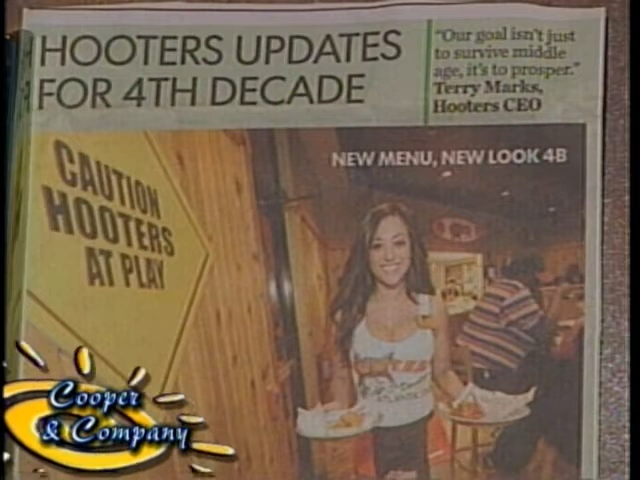 HOOTERS UPDATES
FOR 4TH DECADE
"Our goal isn't just
to survive middle
age, it's to prosper."
Terry Marks,
Hooters CEO
NEW MENU, NEW LOOK 4B
CAUTION
HOOTERS
AT PLAY
Cooper
& Company